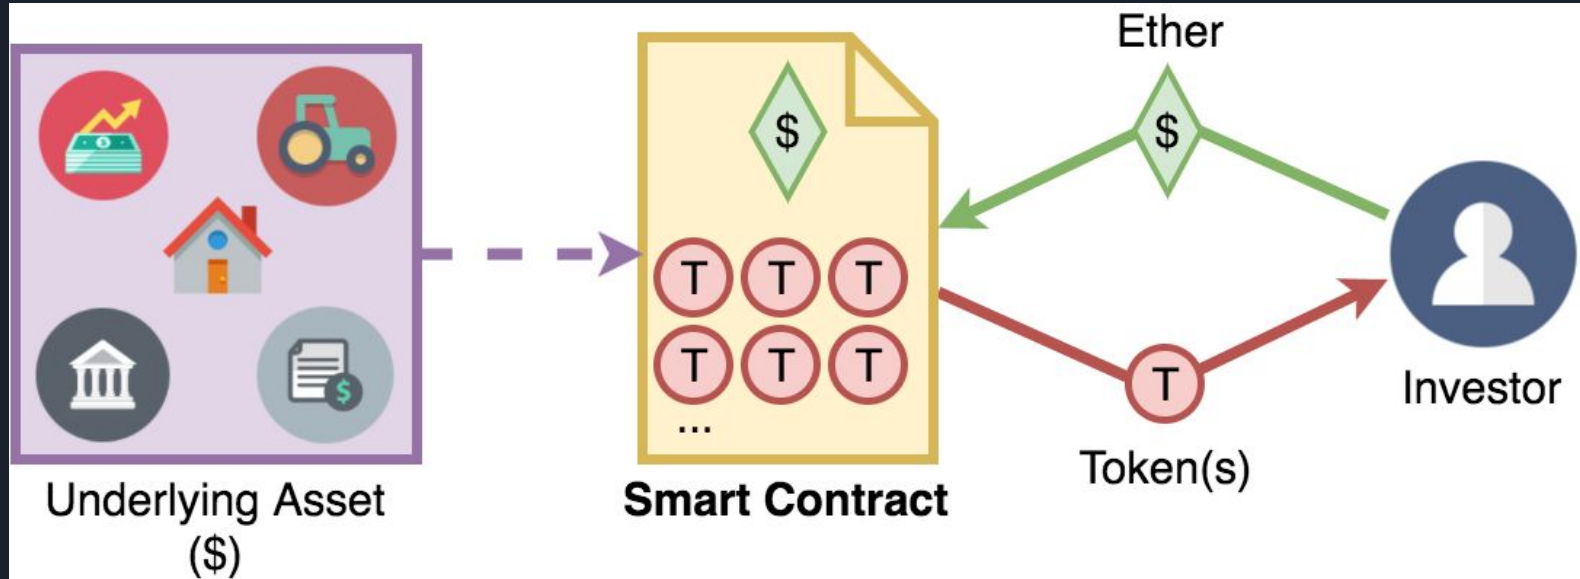 Ether
$
$
T T T
T T T
...
T
Investor
Token(s)
Underlying Asset
($)
Smart Contract
$
$